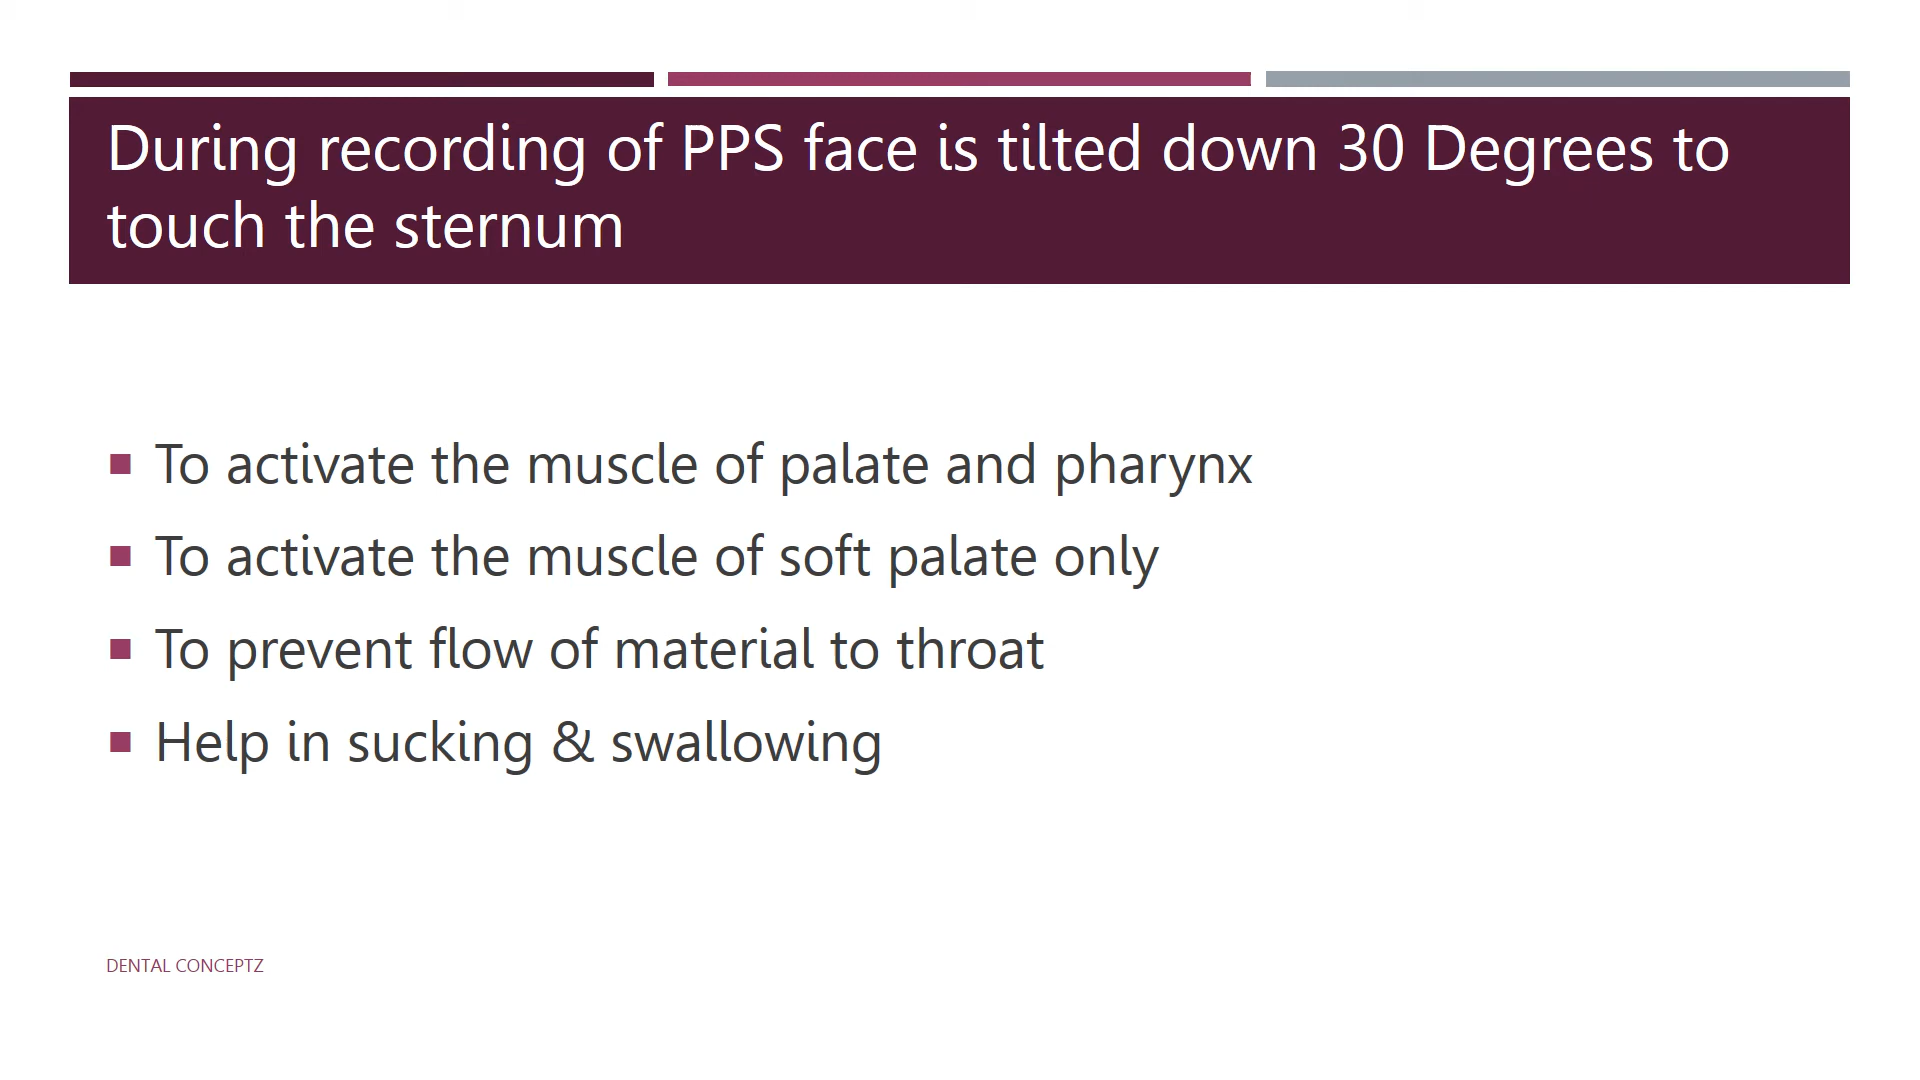 During recording of PPS face is tilted down 30 Degrees to
touch the sternum
To activate the muscle of palate and pharynx
To activate the muscle of soft palate only
To prevent flow of material to throat
Help in sucking & swallowing
DENTAL CONCEPTZ